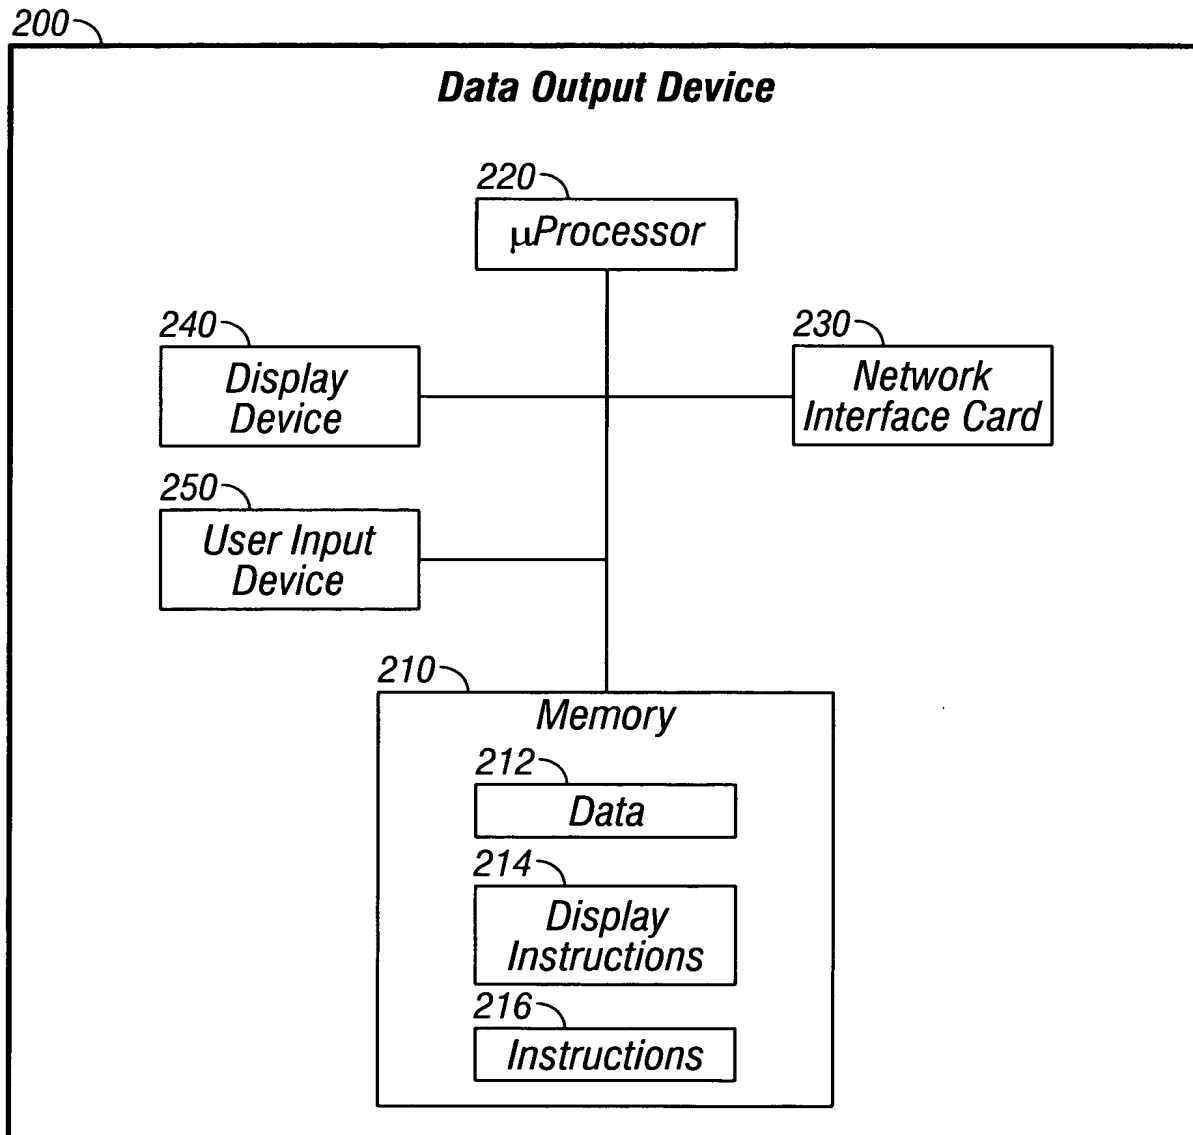 200
Data Output Device
220
μProcessor
240
Display
Device
230
Network
Interface Card
250
User Input
Device
210
Memory
212
Data
214
Display
Instructions
216
Instructions